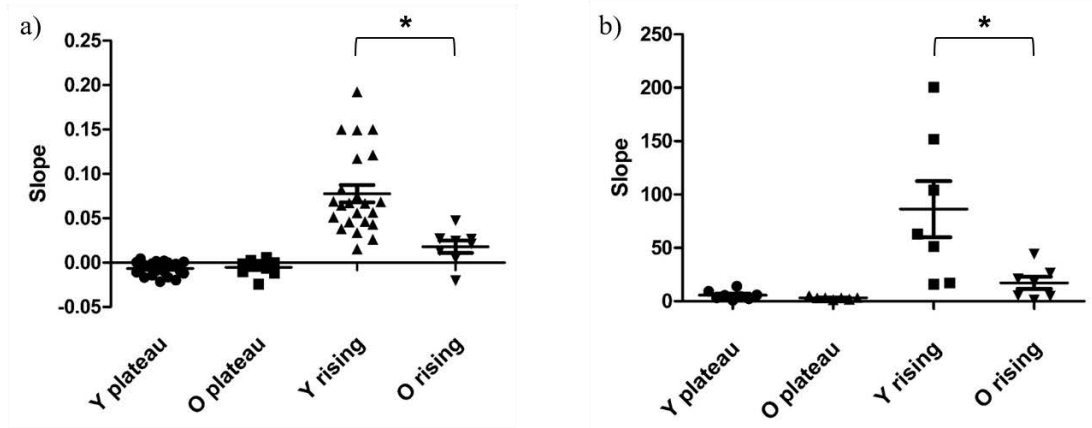 a)
*
0.25
0.20
0.15
0.10
0.05
0.00
-0.05
Slope
Y plateau
O plateau
Y rising
O rising
b)
*
250
200
150
100
50
0
Slope
Y plateau
O plateau
Y rising
O rising